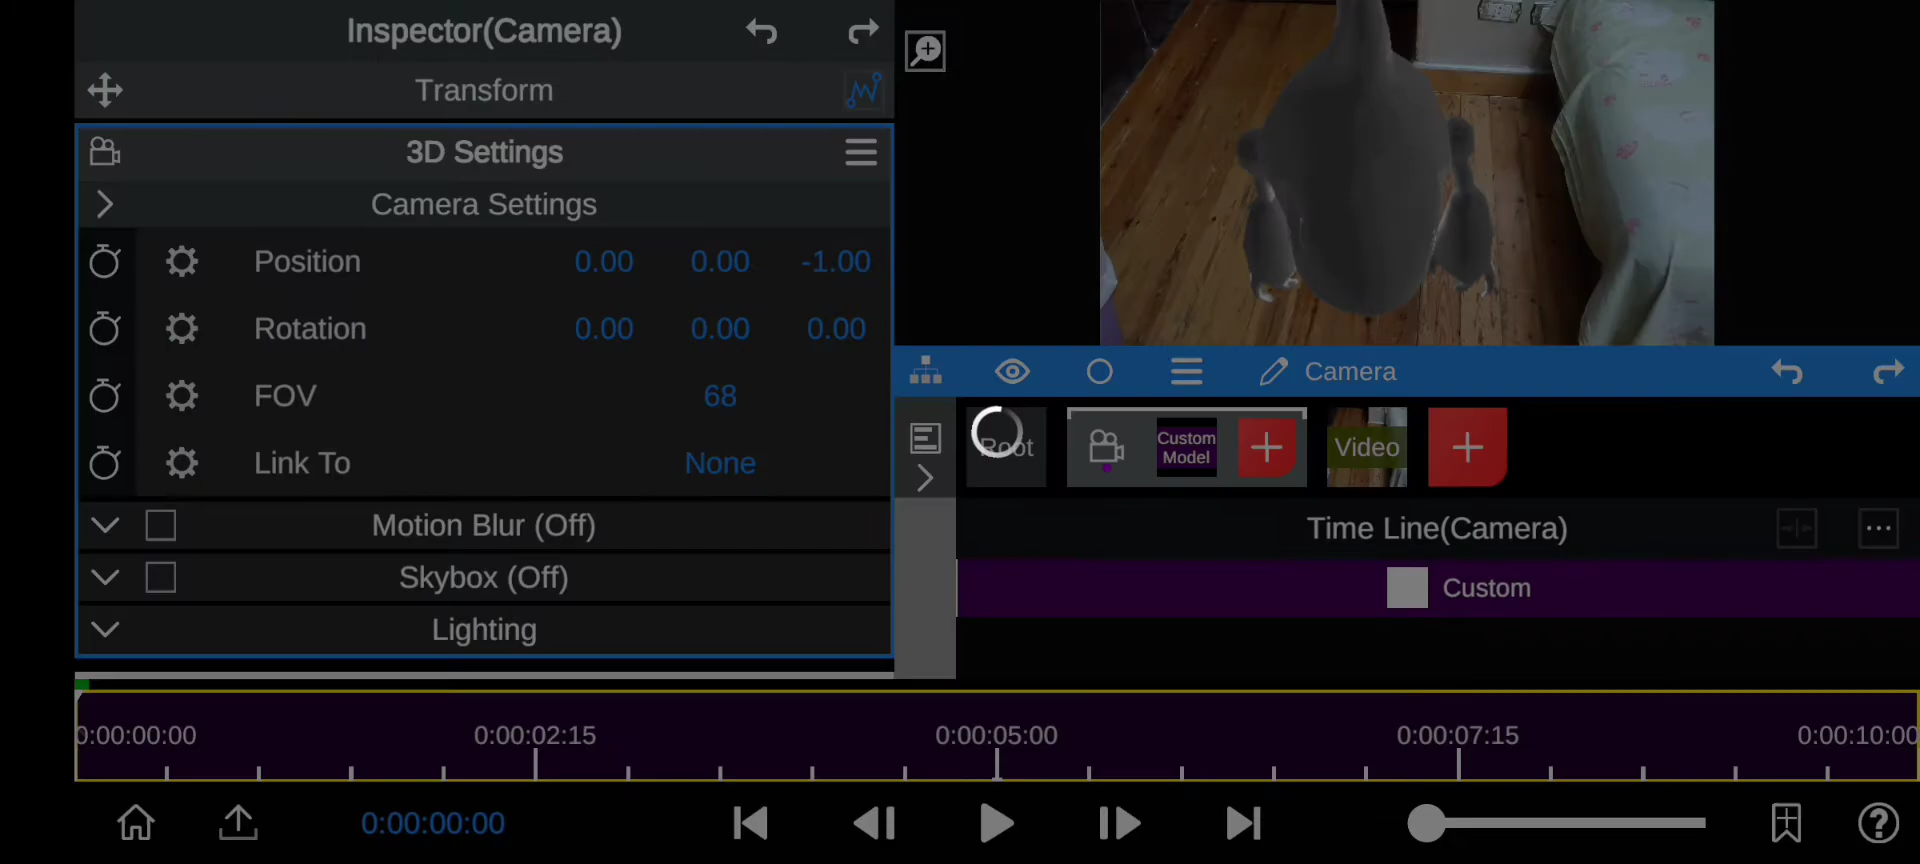 Inspector(Camera)
Transform
3D Settings
Camera Settings
Position 0.00 0.00 -1.00
Rotation 0.00 0.00 0.00
FOV 68
Link To None
Motion Blur (Off)
Skybox (Off)
Lighting
Camera
Root
Custom
Model
Video
Time Line(Camera)
Custom
0:00:00:00 0:00:02:15 0:00:05:00 0:00:07:15 0:00:10:00
0:00:00:00